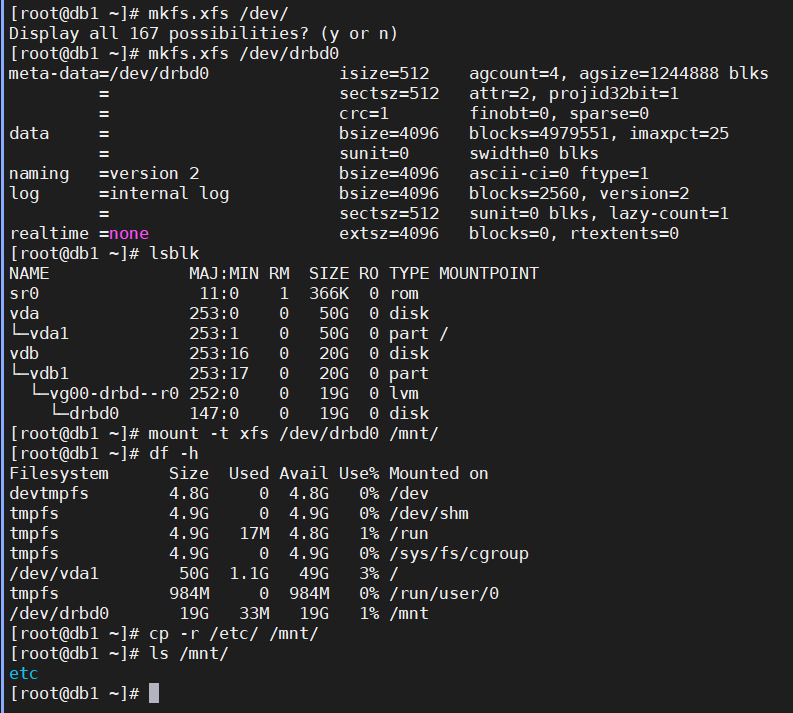 [root@db1 ~]# mkfs.xfs /dev/
Display all 167 possibilities? (y or n)
[root@db1 ~]# mkfs.xfs /dev/drbd0
meta-data=/dev/drbd0             isize=512    agcount=4, agsize=1244888 blks
         =                       sectsz=512   attr=2, projid32bit=1
         =                       crc=1        finobt=0, sparse=0
data     =                       bsize=4096   blocks=4979551, imaxpct=25
         =                       sunit=0      swidth=0 blks
naming   =version 2              bsize=4096   ascii-ci=0 ftype=1
log      =internal log           bsize=4096   blocks=2560, version=2
         =                       sectsz=512   sunit=0 blks, lazy-count=1
realtime =none                   extsz=4096   blocks=0, rtextents=0
[root@db1 ~]# lsblk
NAME              MAJ:MIN RM  SIZE RO TYPE MOUNTPOINT
sr0                11:0    1  366K  0 rom
vda               253:0    0   50G  0 disk
└─vda1            253:1    0   50G  0 part /
vdb               253:16   0   20G  0 disk
└─vdb1            253:17   0   20G  0 part
  └─vg00-drbd--r0 252:0    0   19G  0 lvm
    └─drbd0       147:0    0   19G  0 disk
[root@db1 ~]# mount -t xfs /dev/drbd0 /mnt/
[root@db1 ~]# df -h
Filesystem      Size  Used Avail Use% Mounted on
devtmpfs        4.8G     0  4.8G   0% /dev
tmpfs           4.9G     0  4.9G   0% /dev/shm
tmpfs           4.9G   17M  4.8G   1% /run
tmpfs           4.9G     0  4.9G   0% /sys/fs/cgroup
/dev/vda1        50G  1.1G   49G   3% /
tmpfs           984M     0  984M   0% /run/user/0
/dev/drbd0       19G   33M   19G   1% /mnt
[root@db1 ~]# cp -r /etc/ /mnt/
[root@db1 ~]# ls /mnt/
etc
[root@db1 ~]#